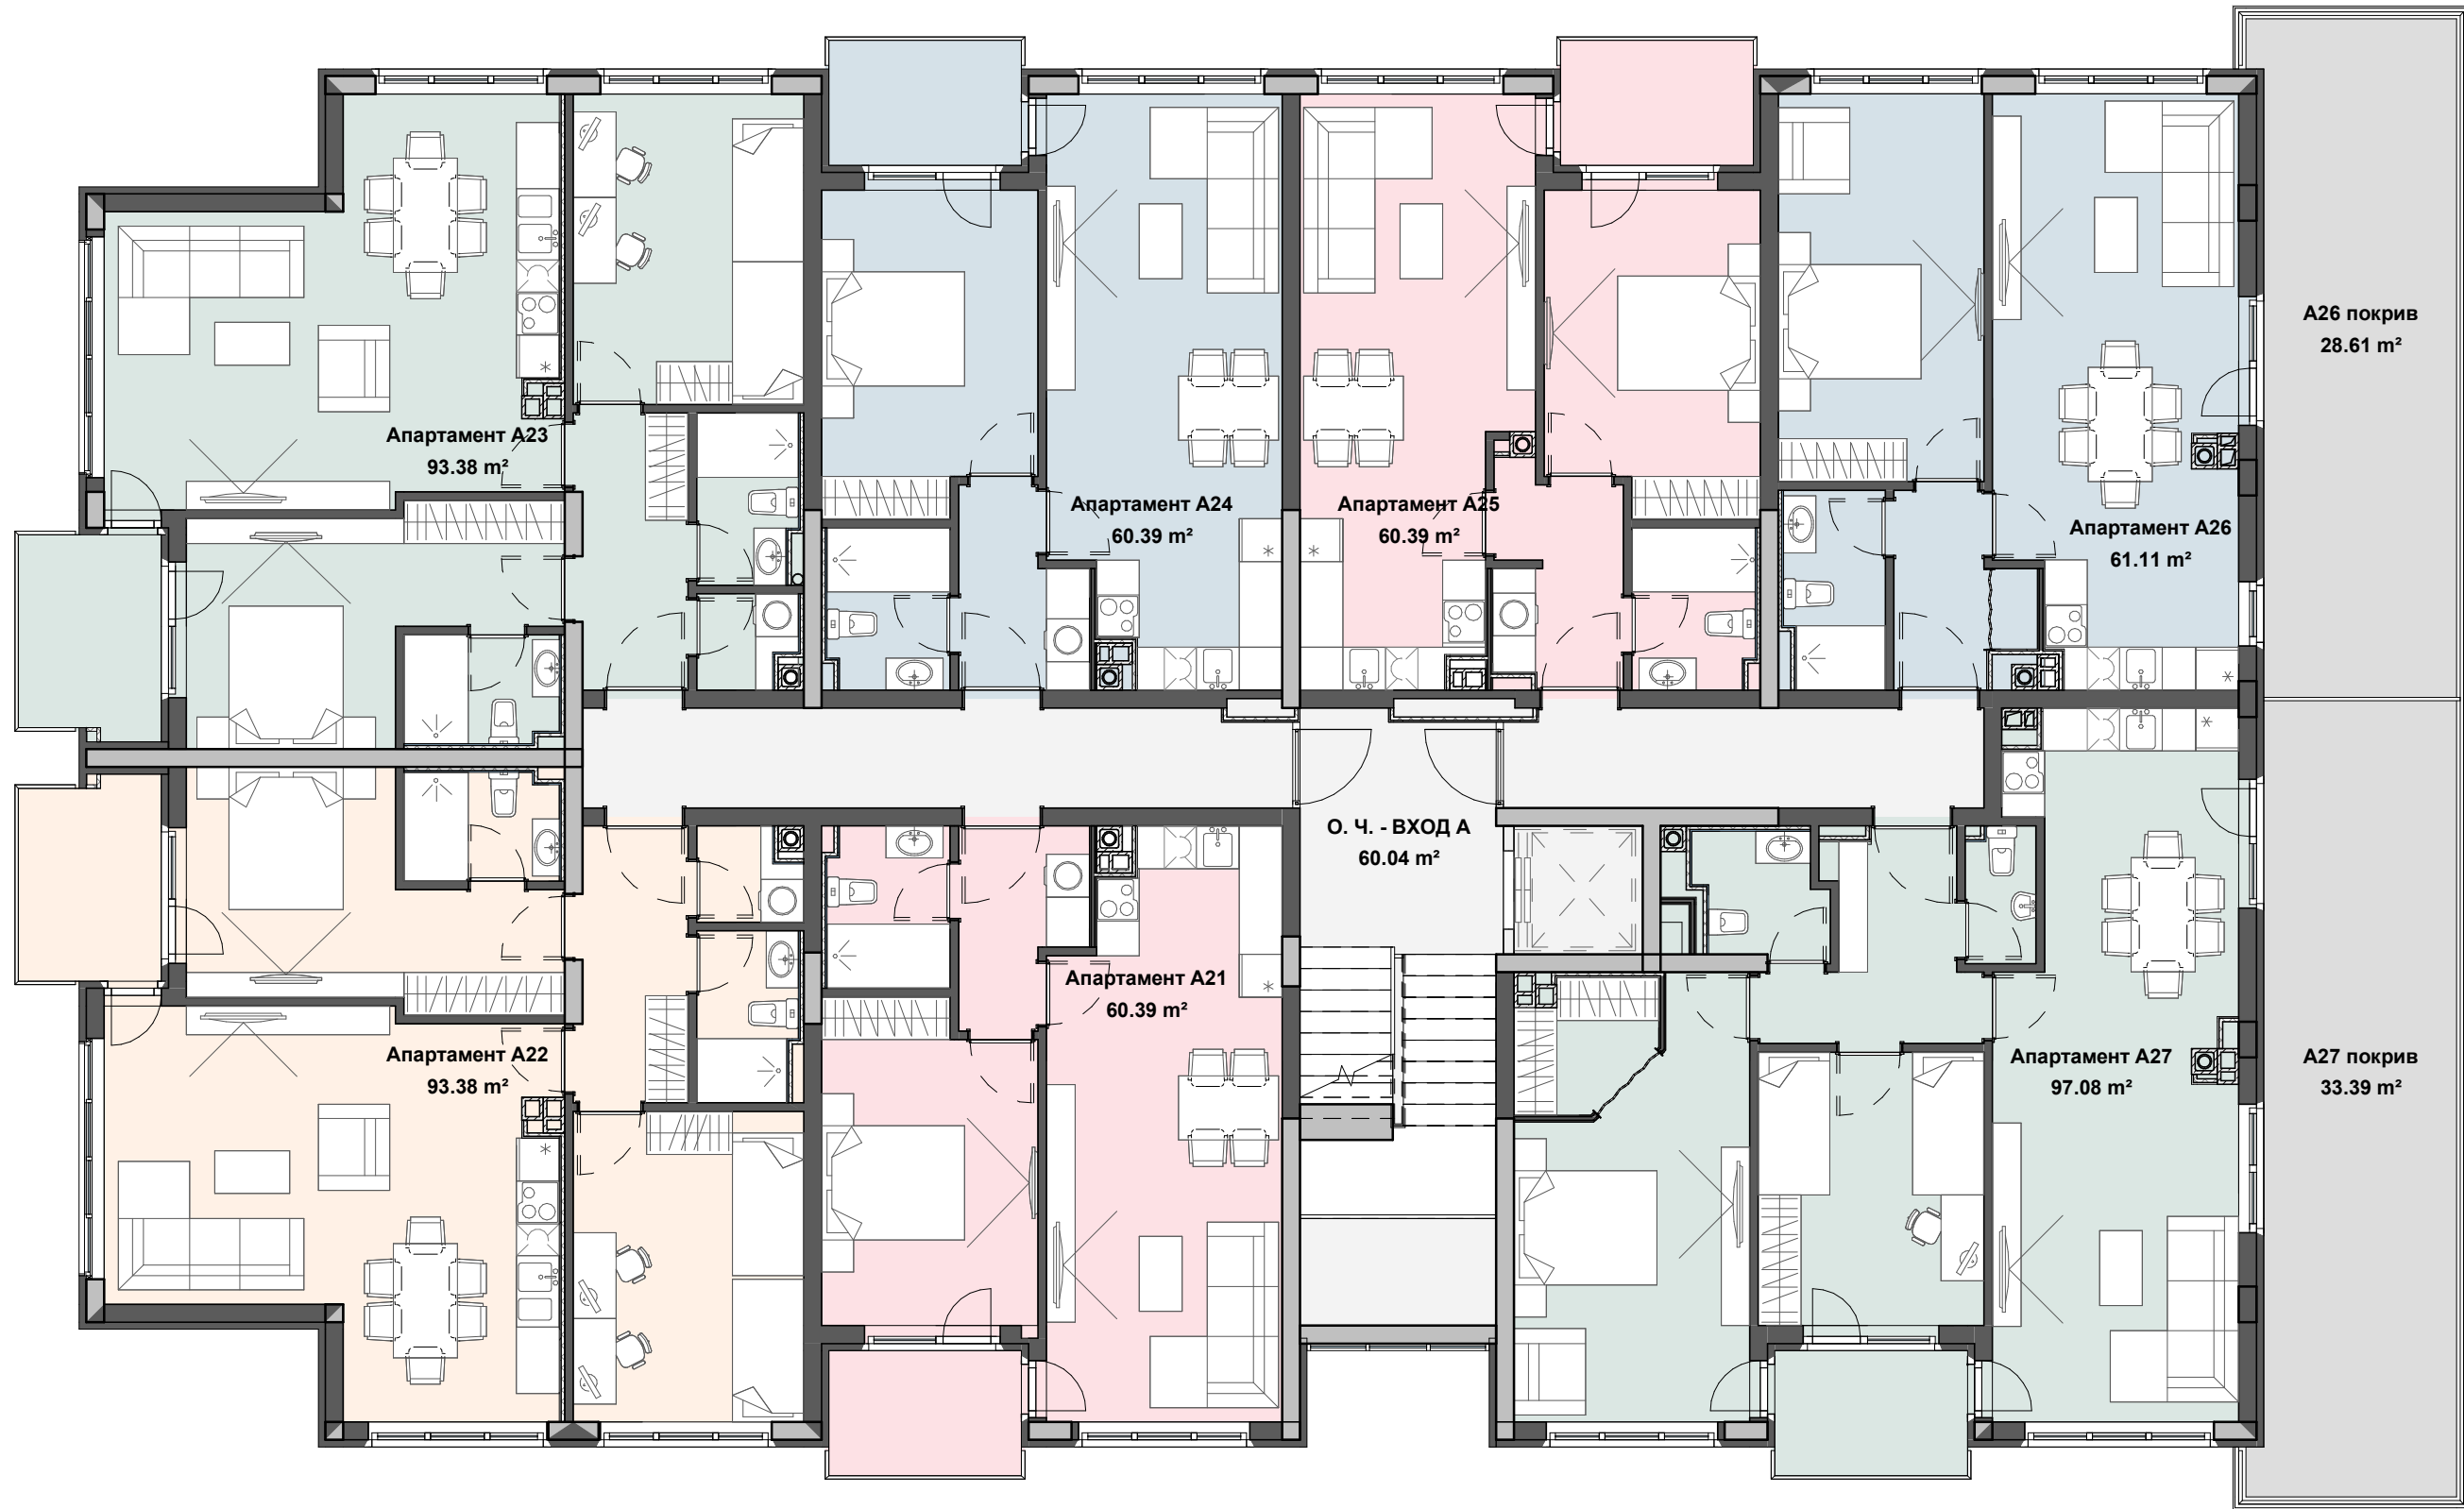 А26 покрив
28.61 m²
Апартамент А23
93.38 m²
Апартамент А24
60.39 m²
Апартамент А25
60.39 m²
Апартамент А26
61.11 m²
О. Ч. - ВХОД А
60.04 m²
Апартамент А21
60.39 m²
Апартамент А22
93.38 m²
Апартамент А27
97.08 m²
А27 покрив
33.39 m²